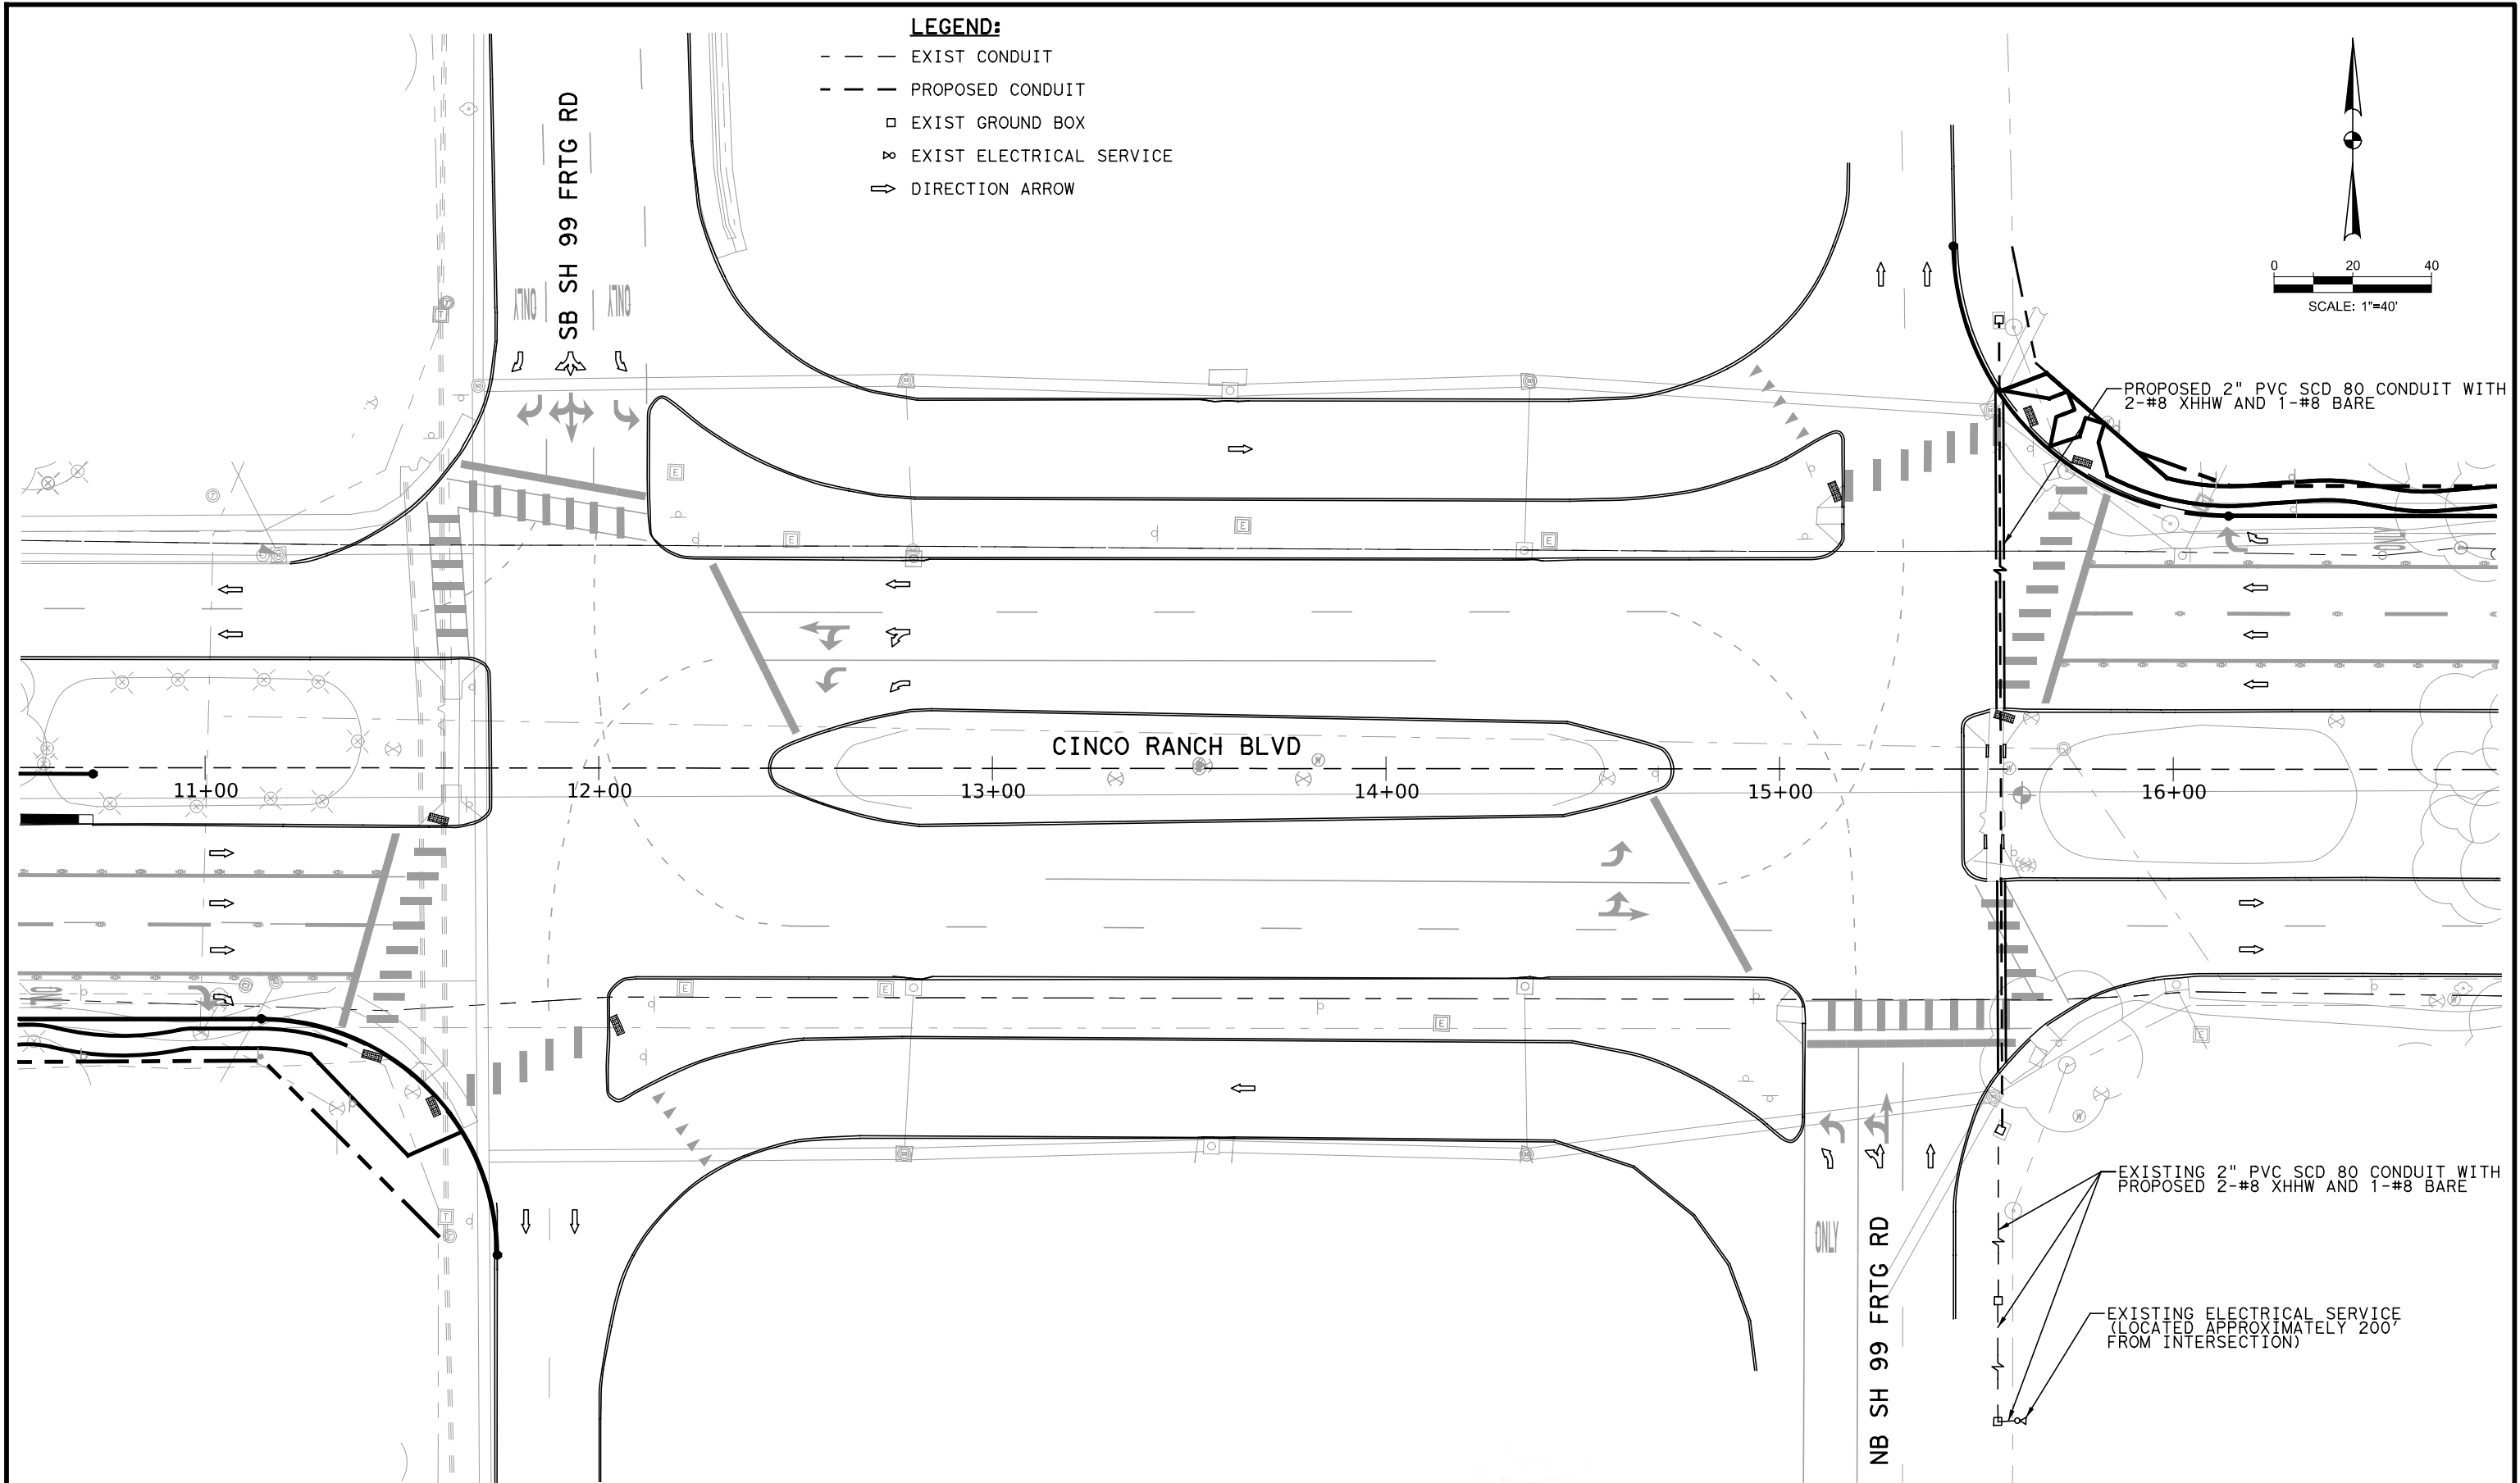 LEGEND:
EXIST CONDUIT
PROPOSED CONDUIT
EXIST GROUND BOX
EXIST ELECTRICAL SERVICE
DIRECTION ARROW
SB SH 99 FRTG RD
ONLY
ONLY
0 20 40
SCALE: 1"=40'
PROPOSED 2" PVC SCD 80 CONDUIT WITH
2-#8 XHHW AND 1-#8 BARE
T
E
E
E
E
CINCO RANCH BLVD
11+00 12+00 13+00 14+00 15+00 16+00
E
E
E
E
T
EXISTING 2" PVC SCD 80 CONDUIT WITH
PROPOSED 2-#8 XHHW AND 1-#8 BARE
ONLY
NB SH 99 FRTG RD
EXISTING ELECTRICAL SERVICE
(LOCATED APPROXIMATELY 200'
FROM INTERSECTION)